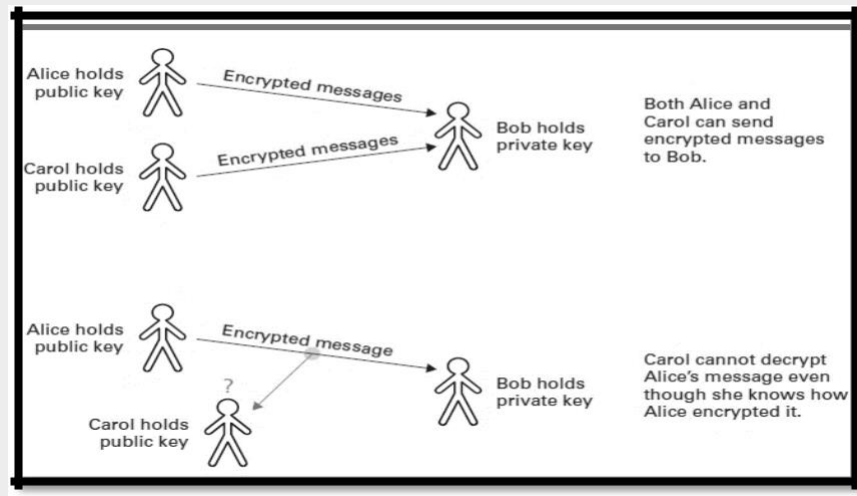 Alice holds
public key
Encrypted messages
Carol holds
public key
Encrypted messages
Bob holds
private key
Both Alice and
Carol can send
encrypted messages
to Bob.
Alice holds
public key
Encrypted message
?
Carol holds
public key
Bob holds
private key
Carol cannot decrypt
Alice's message even
though she knows how
Alice encrypted it.